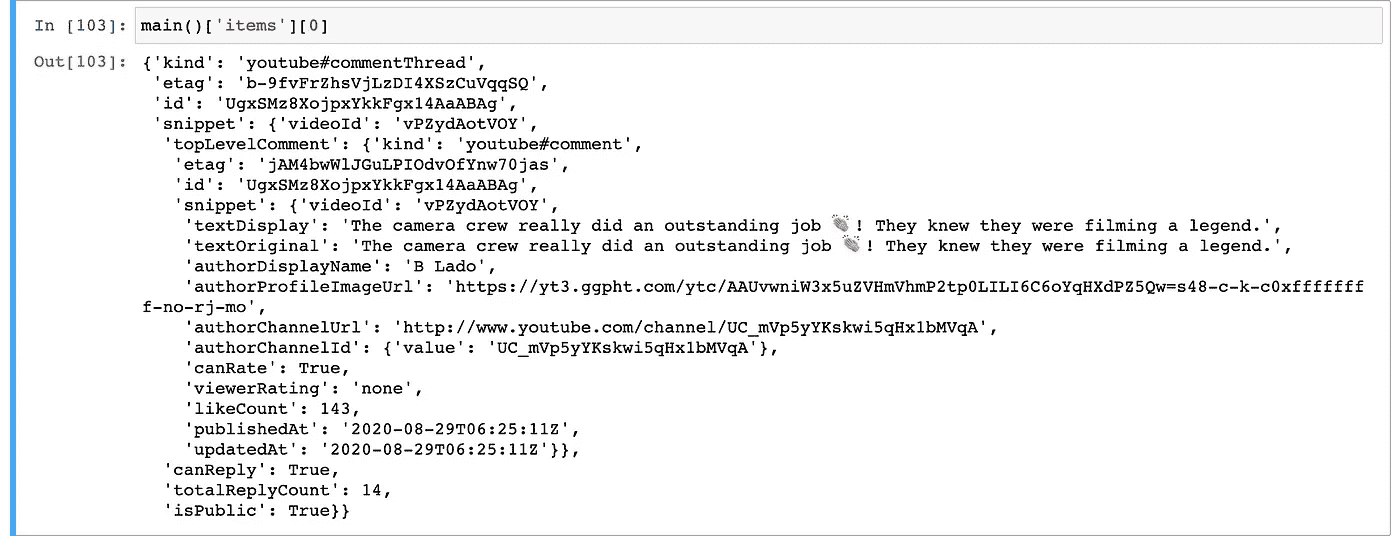 In [103]: main()['items'][0]
Out[103]: {'kind': 'youtube#commentThread',
'etag': 'b-9fvFrZhsVjLzDI4XSzCuVqqSQ',
'id': 'UgxSMz8XojpxYkkFgx14AaABAg',
'snippet': {'videoId': 'vPZydAotVOY',
'topLevelComment': {'kind': 'youtube#comment',
'etag': 'jAM4bwWlJGuLPIOdvOfYnw70jas',
'id': 'UgxSMz8XojpxYkkFgx14AaABAg',
'snippet': {'videoId': 'vPZydAotVOY',
'textDisplay': 'The camera crew really did an outstanding job 👏! They knew they were filming a legend.',
'textOriginal': 'The camera crew really did an outstanding job 👏! They knew they were filming a legend.',
'authorDisplayName': 'B Lado',
'authorProfileImageUrl': 'https://yt3.ggpht.com/ytc/AAUvwniW3x5uZVHmVhmP2tp0LILI6C6oYqHXdPZ5Qw=s48-c-k-c0xfffffff
f-no-rj-mo',
'authorChannelUrl': 'http://www.youtube.com/channel/UC_mVp5yYKskwi5qHx1bMVqA',
'authorChannelId': {'value': 'UC_mVp5yYKskwi5qHx1bMVqA'},
'canRate': True,
'viewerRating': 'none',
'likeCount': 143,
'publishedAt': '2020-08-29T06:25:11Z',
'updatedAt': '2020-08-29T06:25:11Z'}},
'canReply': True,
'totalReplyCount': 14,
'isPublic': True}}